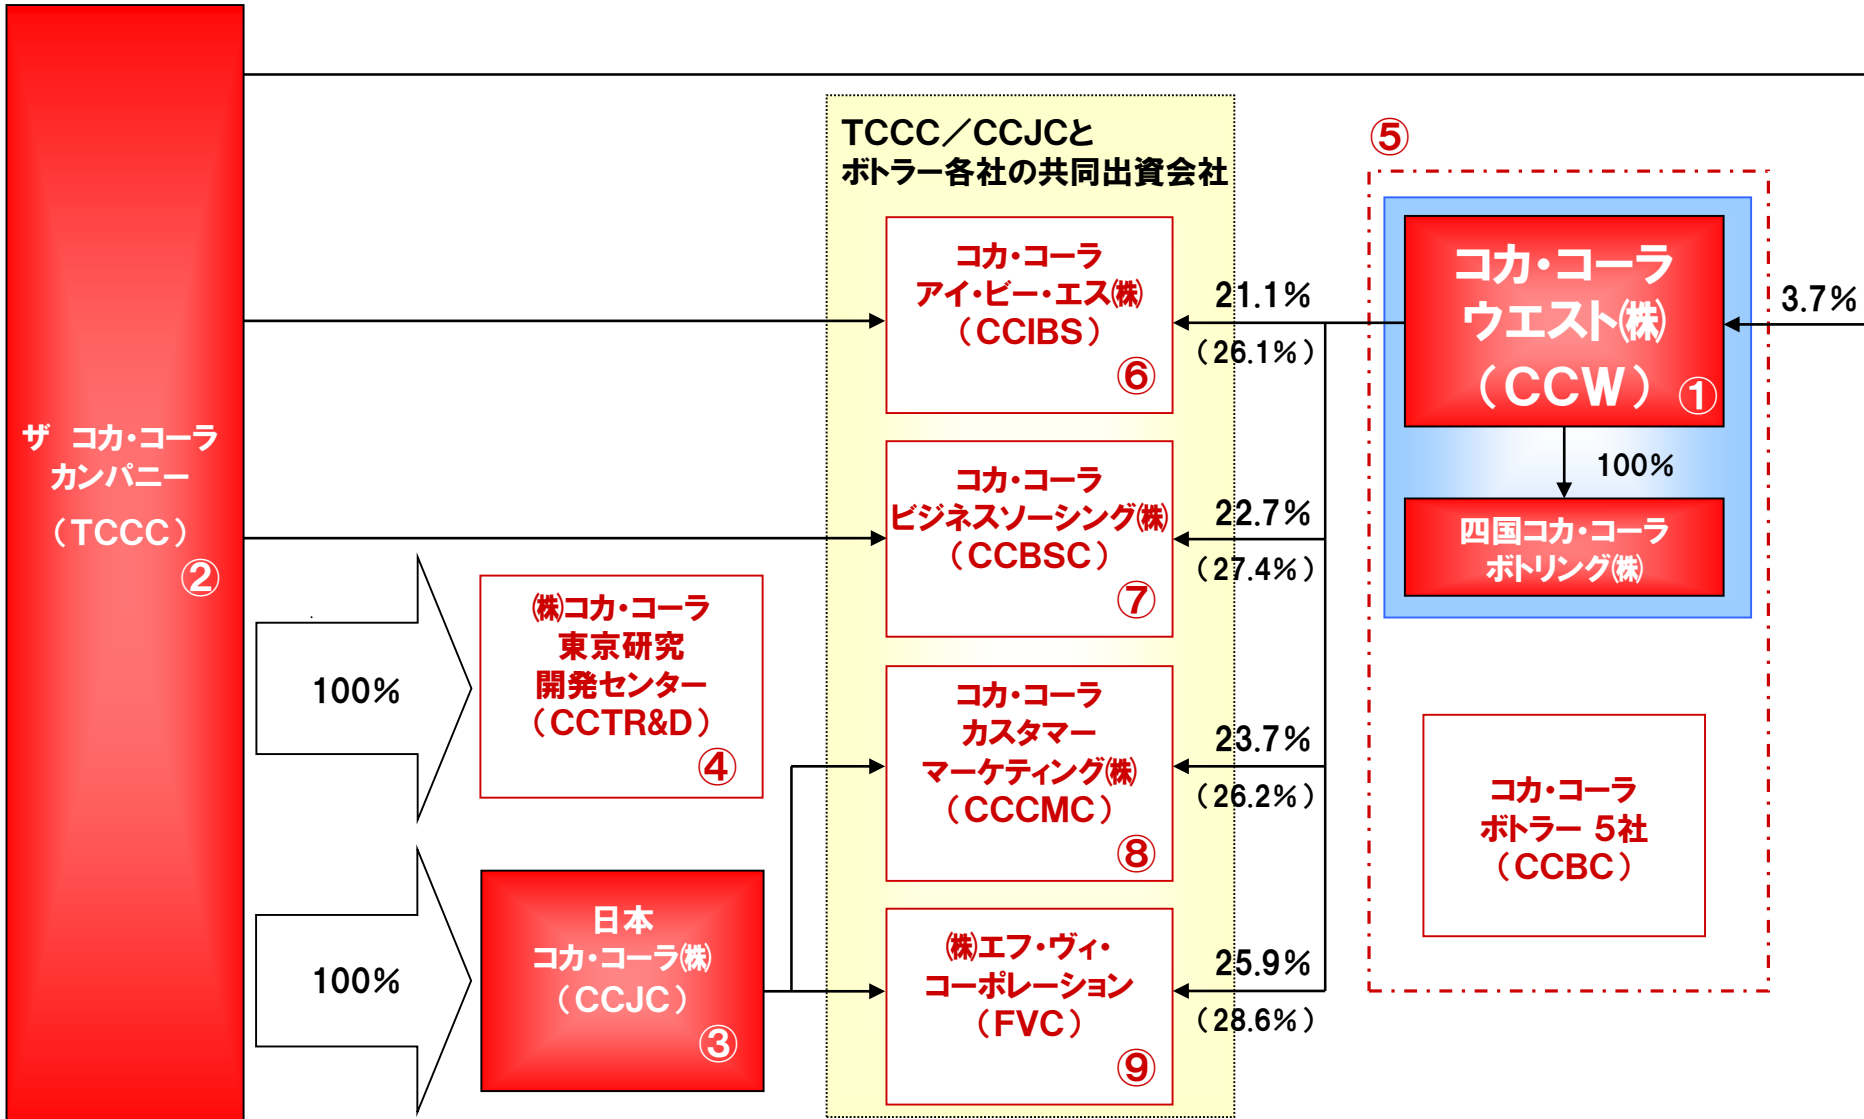 ザ コカ・コーラ
カンパニー
（TCCC）
②
100%
100%
㈱コカ・コーラ
東京研究
開発センター
（CCTR&D）
④
日本
コカ・コーラ㈱
（CCJC）
③
TCCC／CCJCと
ボトラー各社の共同出資会社
コカ・コーラ
アイ・ビー・エス㈱
（CCIBS）
⑥
コカ・コーラ
ビジネスソーシング㈱
（CCBSC）
⑦
コカ・コーラ
カスタマー
マーケティング㈱
（CCCMC）
⑧
㈱エフ・ヴィ・
コーポレーション
（FVC）
⑨
21.1%
（26.1%）
22.7%
（27.4%）
23.7%
（26.2%）
25.9%
（28.6%）
⑤
コカ・コーラ
ウエスト㈱
（CCW）
①
100%
四国コカ・コーラ
ボトリング㈱
コカ・コーラ
ボトラー 5社
（CCBC）
3.7%